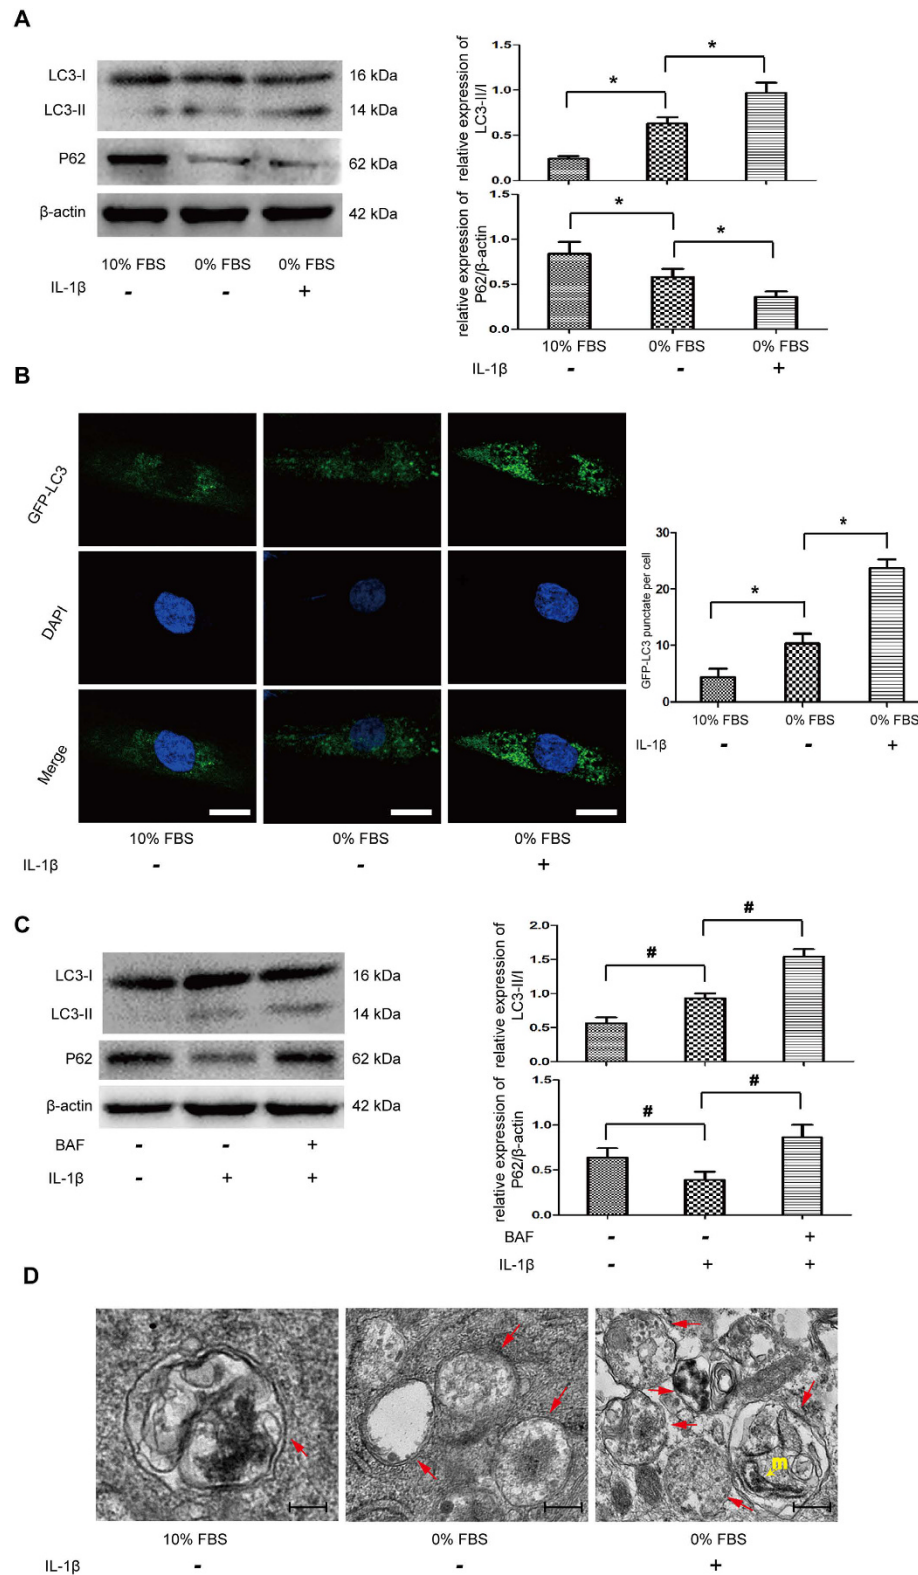 A
LC3-I
16 kDa
LC3-II
14 kDa
P62
62 kDa
β-actin
42 kDa
10% FBS 0% FBS 0% FBS
IL-1β - - +
relative expression of
LC3-II/I
1.5
1.0
0.5
0.0
* *
relative expression of
P62/β-actin
1.5
1.0
0.5
0.0
* *
10% FBS 0% FBS 0% FBS
IL-1β - - +
B
GFP-LC3
DAPI
Merge
10% FBS 0% FBS 0% FBS
IL-1β - - +
GFP-LC3 punctate per cell
30
20
10
0
* *
10% FBS 0% FBS 0% FBS
IL-1β - - +
C
LC3-I
16 kDa
LC3-II
14 kDa
P62
62 kDa
β-actin
42 kDa
BAF - - +
IL-1β - + +
relative expression of
LC3-II/I
2.0
1.5
1.0
0.5
0.0
# #
relative expression of
P62/β-actin
1.5
1.0
0.5
0.0
# #
BAF - - +
IL-1β - + +
D
m
10% FBS 0% FBS 0% FBS
IL-1β - - +